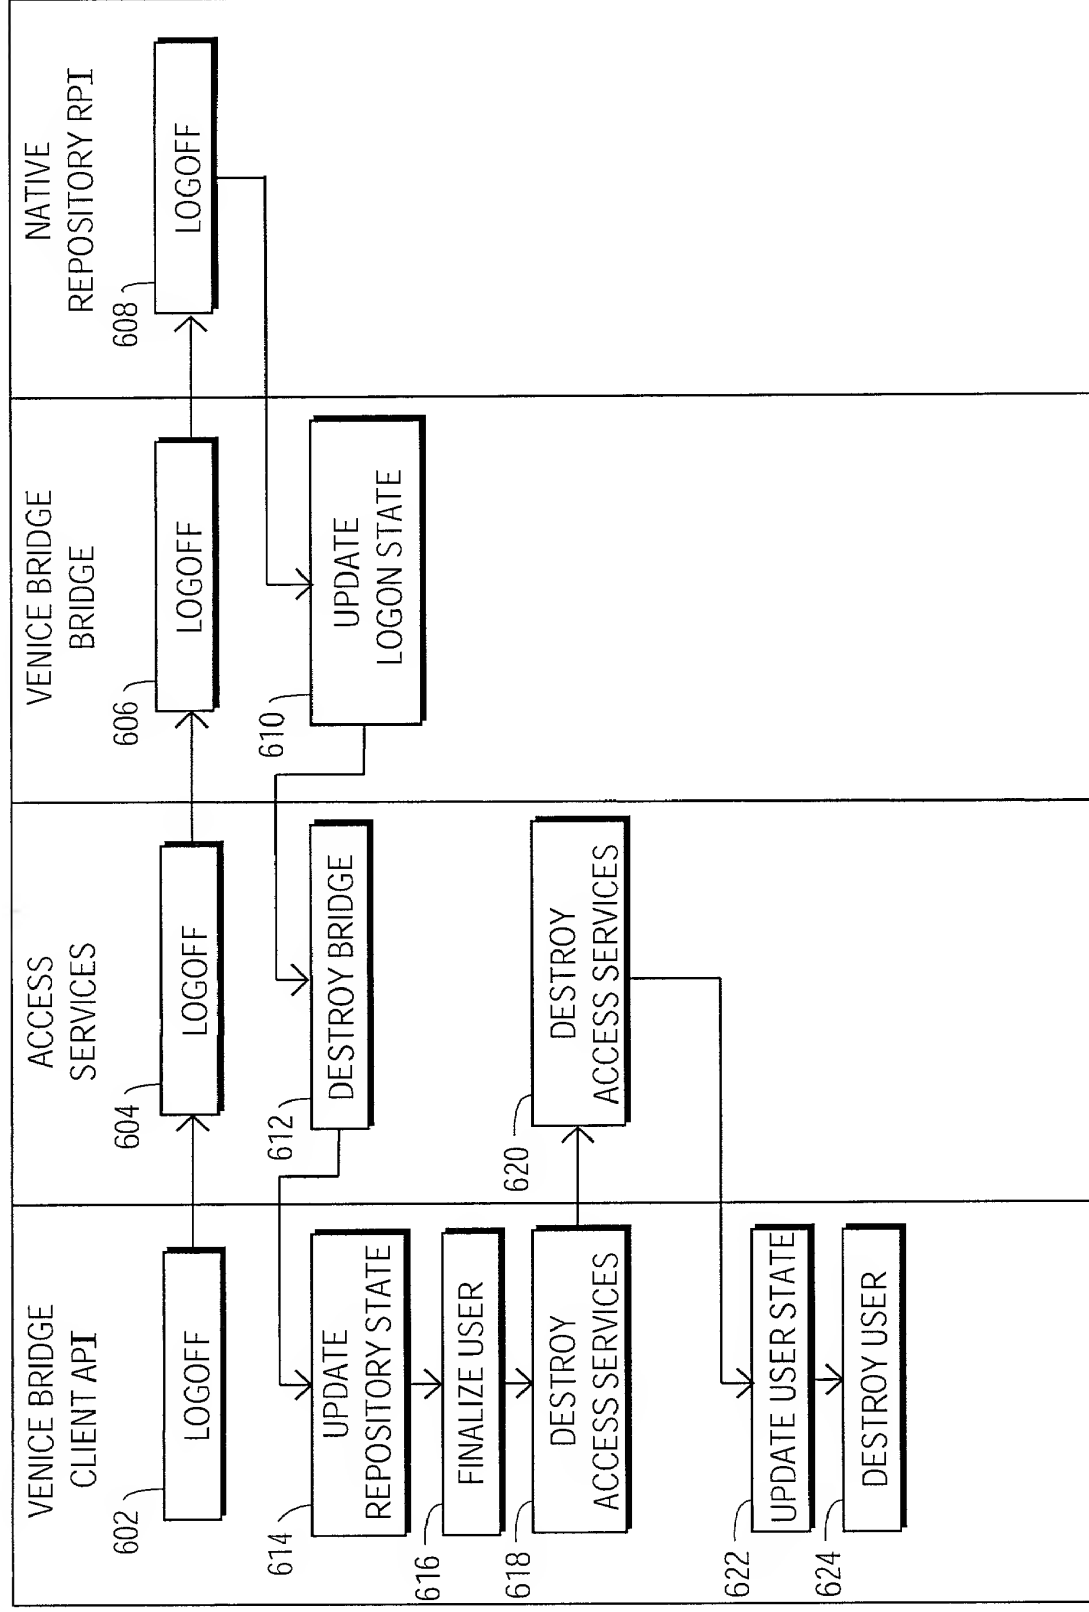 VENICE BRIDGE
CLIENT API
ACCESS
SERVICES
VENICE BRIDGE
BRIDGE
NATIVE
REPOSITORY RPI
602
LOGOFF
604
LOGOFF
606
LOGOFF
608
LOGOFF
614
UPDATE
REPOSITORY STATE
612
DESTROY BRIDGE
610
UPDATE
LOGON STATE
616
FINALIZE USER
618
DESTROY
ACCESS SERVICES
620
DESTROY
ACCESS SERVICES
622
UPDATE USER STATE
624
DESTROY USER